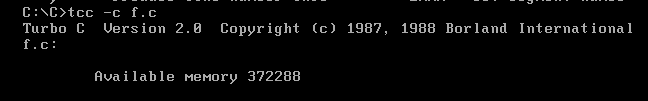 C:\C>tcc -c f.c
Turbo C  Version 2.0  Copyright (c) 1987, 1988 Borland International
f.c:
Available memory 372288